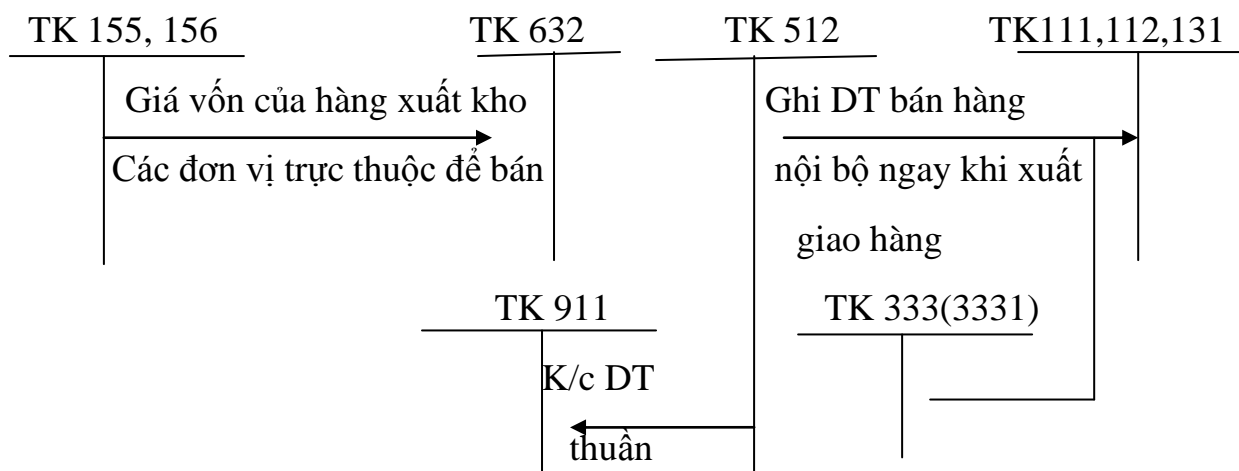 TK 155, 156
TK 632
TK 512
TK111,112,131
Giá vốn của hàng xuất kho
Ghi DT bán hàng
Các đơn vị trực thuộc để bán
nội bộ ngay khi xuất
giao hàng
TK 911
TK 333(3331)
K/c DT
thuần